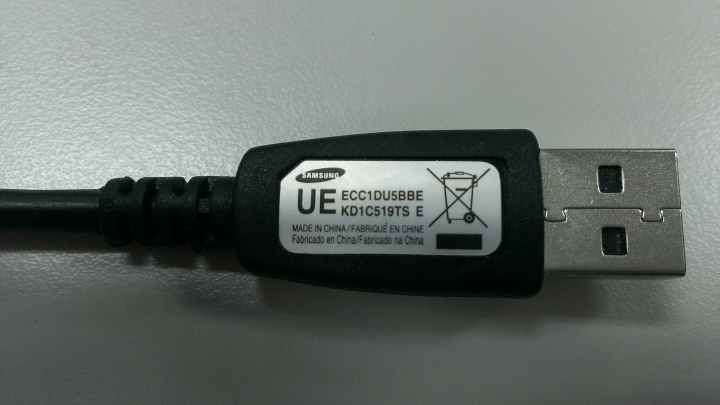 SAMSUNG
UE ECC1DU5BBE
KD1C519TS E
MADE IN CHINA / FABRIQUÉ EN CHINE
Fabricado en China/Fabricado na China